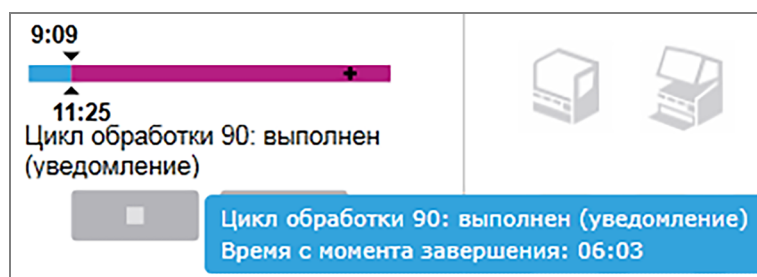 9:09
11:25
Цикл обработки 90: выполнен
(уведомление)
Цикл обработки 90: выполнен (уведомление)
Время с момента завершения: 06:03